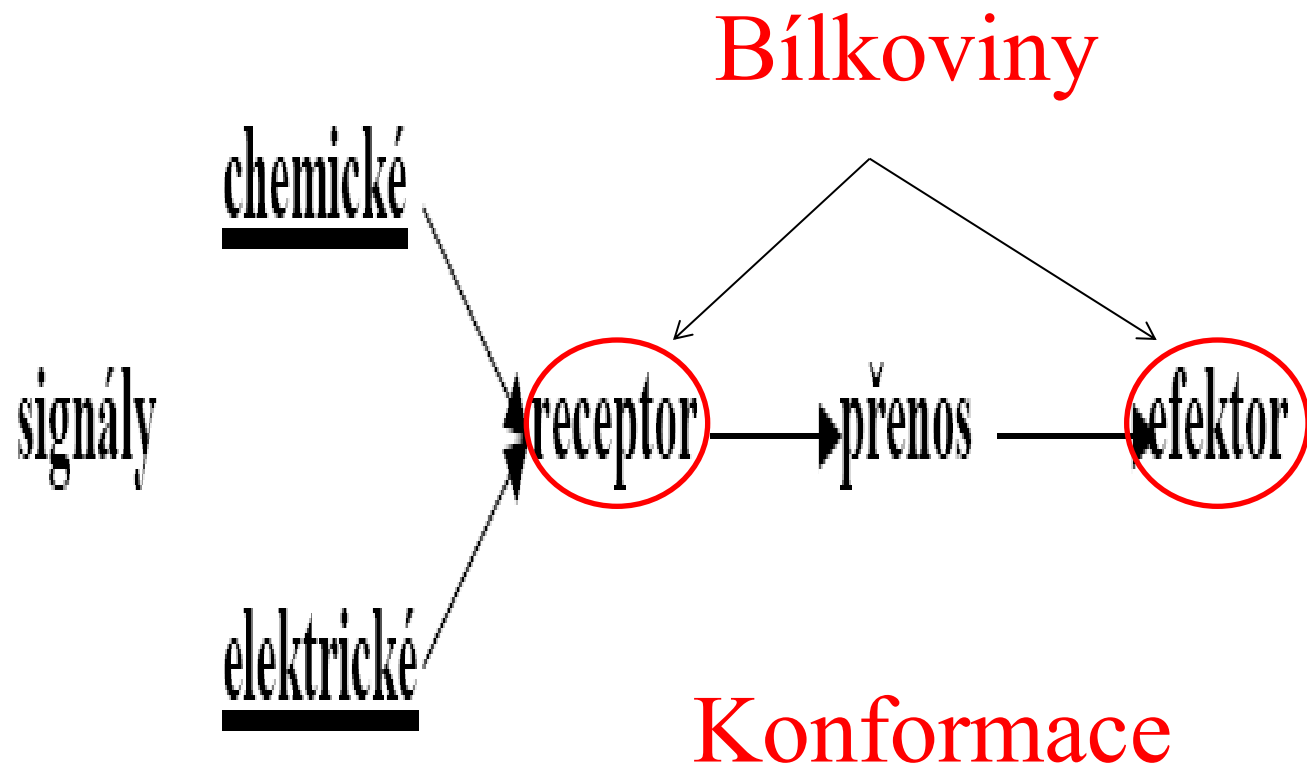 Bílkoviny
chemické
signály
receptor
přenos
efektor
elektrické
Konformace